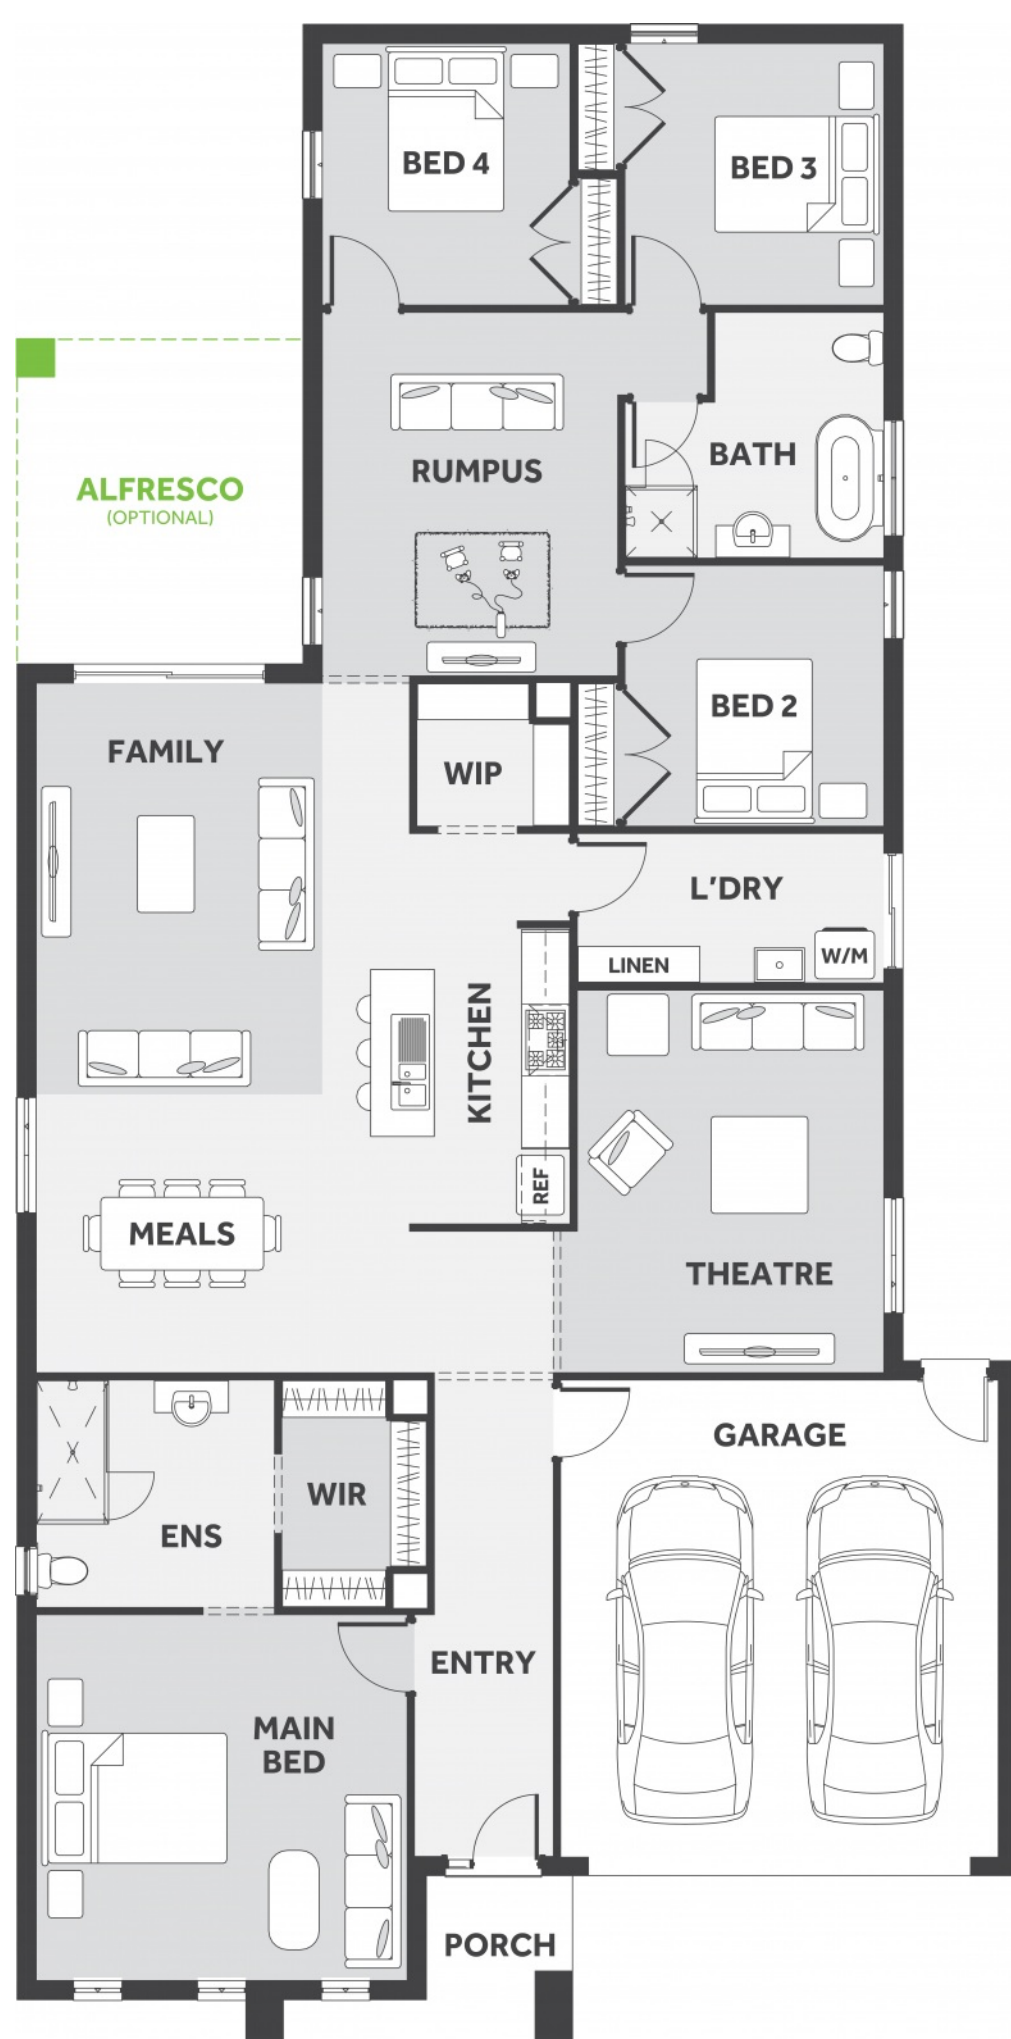 BED 4
BED 3
ALFRESCO
(OPTIONAL)
RUMPUS
BATH
BED 2
FAMILY
WIP
L'DRY
LINEN
W/M
KITCHEN
REF
MEALS
THEATRE
GARAGE
WIR
ENS
ENTRY
MAIN
BED
PORCH